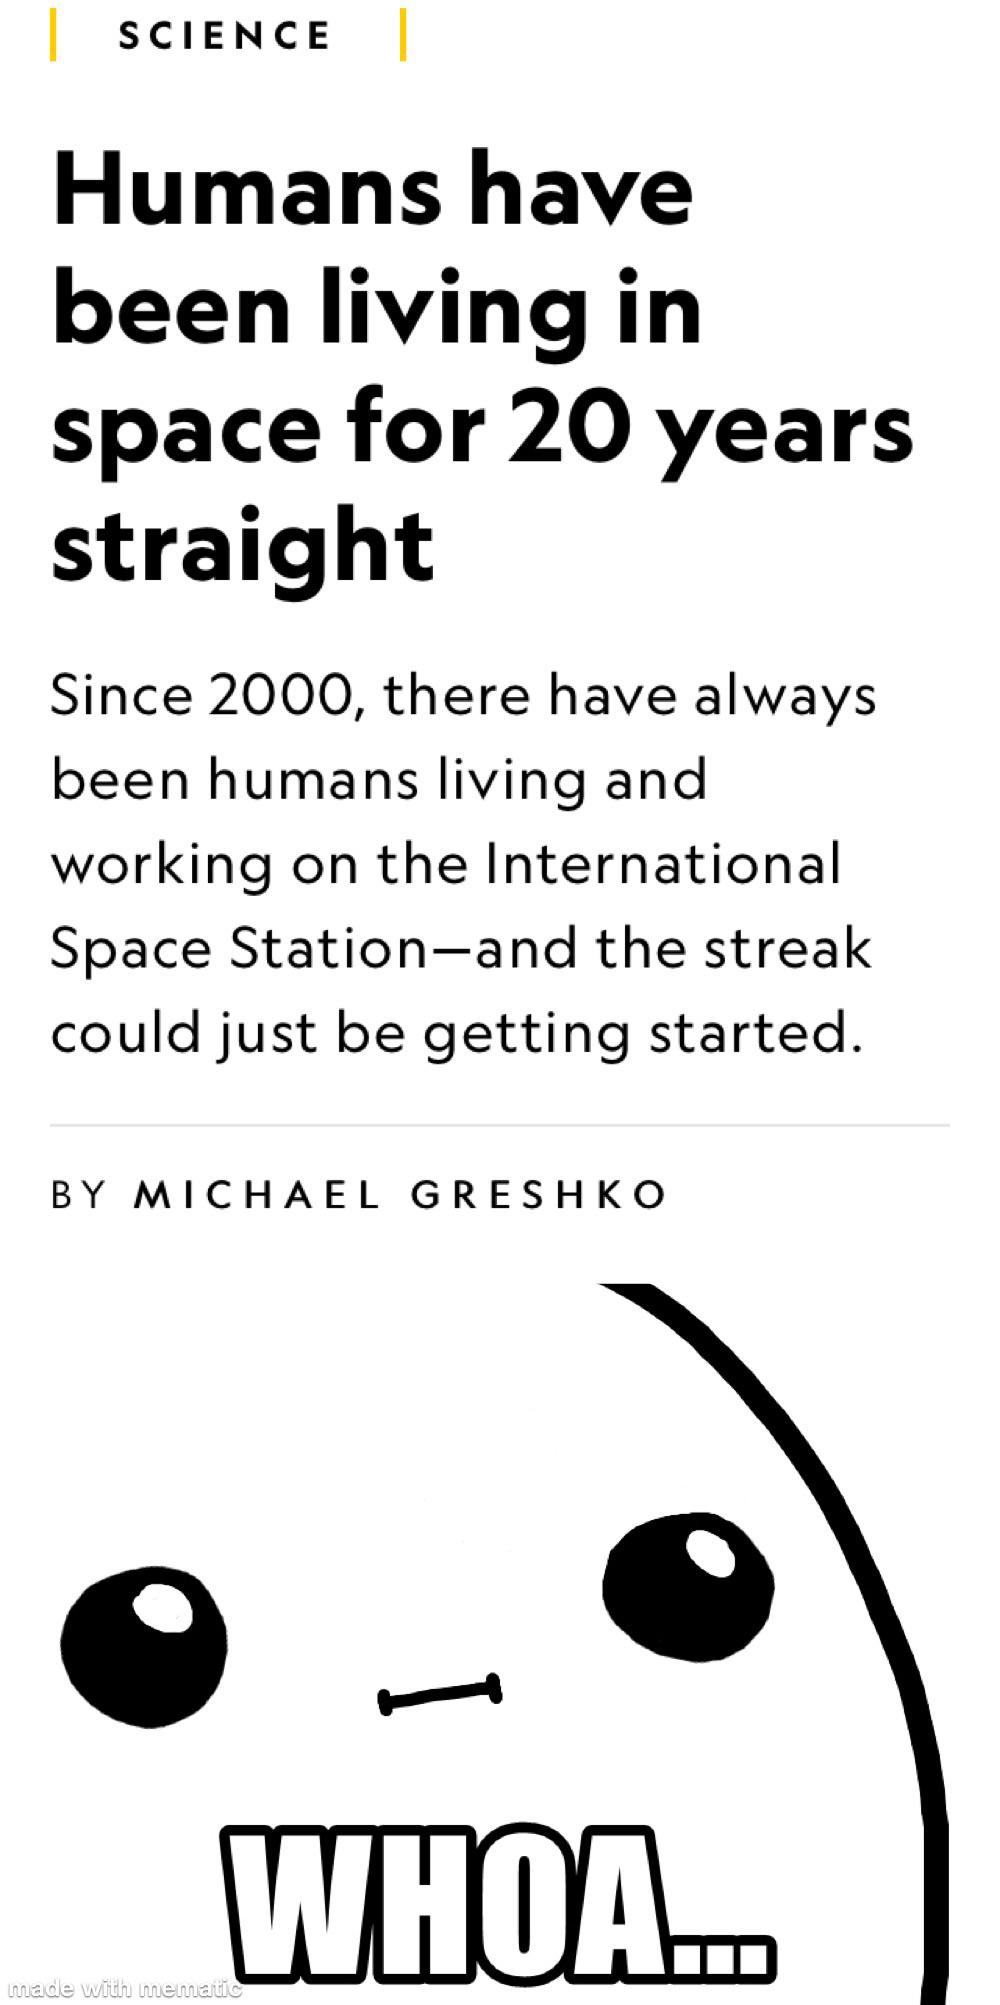 SCIENCE
Humans have
been living in
space for 20 years
straight
Since 2000, there have always
been humans living and
working on the International
Space Station—and the streak
could just be getting started.
BY MICHAEL GRESHKO
WHOA...
made with mematic